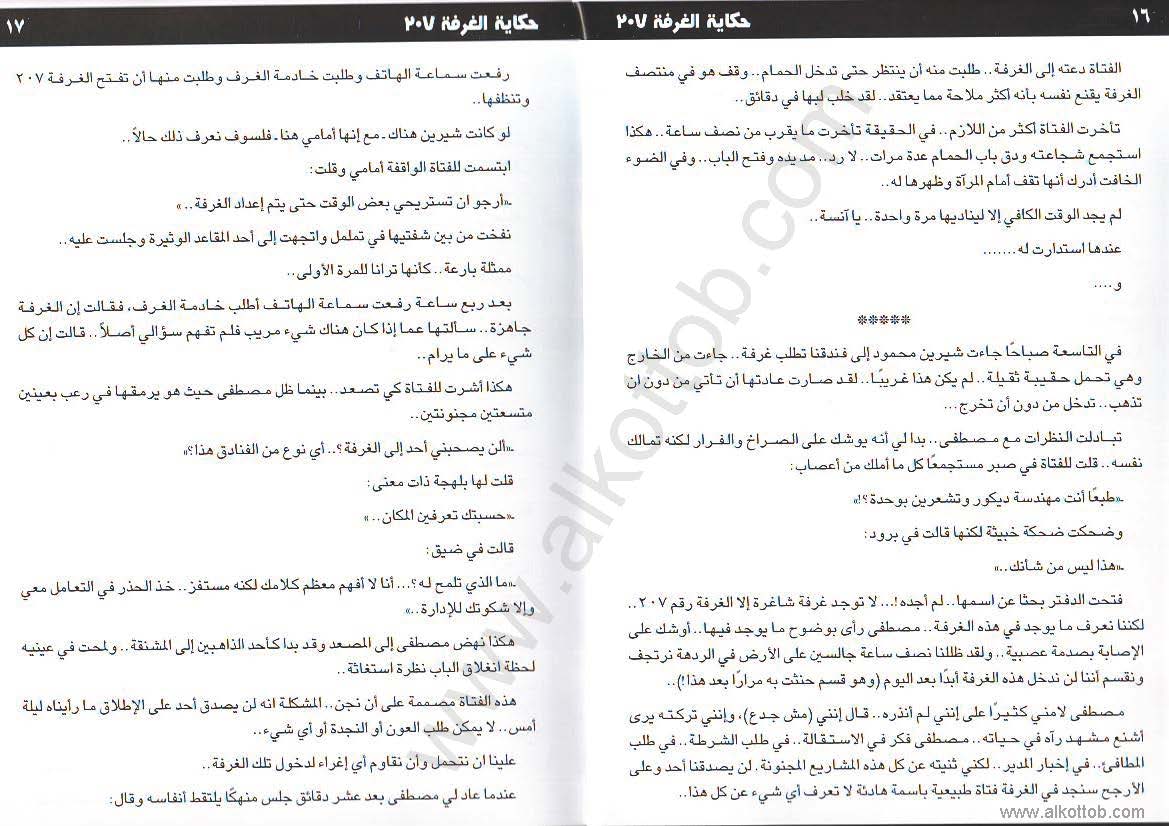 ١٦
حكاية الغرفة ٢٠٧
الفتاة دعته إلى الغرفة.. طلبت منه أن ينتظر حتى تدخل الحمام.. وقف هو في منتصف
الغرفة يقنع نفسه بأنه أكثر ملاحة مما يعتقد.. لقد خلب لبها في دقائق..
تأخرت الفتاة أكثر من اللازم.. في الحقيقة تأخرت ما يقرب من نصف ساعة.. هكذا
استجمع شجاعته ودق باب الحمام عدة مرات.. لا رد.. مد يده وفتح الباب.. وفي الضوء
الخافت أدرك أنها تقف أمام المرآة وظهرها له..
لم يجد الوقت الكافي إلا ليناديها مرة واحدة.. يا آنسة..
عندها استدارت له.......
و....
*****
في التاسعة صباحًا جاءت شيرين محمود إلى فندقنا تطلب غرفة.. جاءت من الخارج
وهي تحمل حقيبة ثقيلة.. لم يكن هذا غريبًا.. لقد صارت عادتها أن تأتي من دون ان
تذهب.. تدخل من دون أن تخرج...
تبادلت النظرات مع مصطفى.. بدا لي أنه يوشك على الصراخ والفرار لكنه تمالك
نفسه.. قلت للفتاة في صبر مستجمعًا كل ما أملك من أعصاب:
ـ«طبعًا أنت مهندسة ديكور وتشعرين بوحدة؟!»
وضحكت ضحكة خبيثة لكنها قالت في برود:
ـ«هذا ليس من شأنك..»
فتحت الدفتر بحثًا عن اسمها.. لم أجده!... لا توجد غرفة شاغرة إلا الغرفة رقم ٢٠٧..
لكننا نعرف ما يوجد في هذه الغرفة.. مصطفى رأى بوضوح ما يوجد فيها.. أوشك على
الإصابة بصدمة عصبية.. ولقد ظللنا نصف ساعة جالسين على الأرض في الردهة نرتجف
ونقسم أننا لن ندخل هذه الغرفة أبدًا بعد اليوم (وهو قسم حنثت به مرارًا بعد هذا!)..
مصطفى لامني كثيرًا على إنني لم أنذره.. قال إنني (مش جدع)، وإنني تركته يرى
أشنع مشهد رآه في حياته.. مصطفى فكر في الاستقالة.. في طلب الشرطة.. في طلب
المطافئ.. في إخبار المدير.. لكني ثنيته عن كل هذه المشاريع المجنونة. لن يصدقنا أحد وعلى
الأرجح سنجد في الغرفة فتاة طبيعية باسمة هادئة لا تعرف أي شيء عن كل هذا..
حكاية الغرفة ٢٠٧
١٧
رفعت سماعة الهاتف وطلبت خادمة الغرف وطلبت منها أن تفتح الغرفة ٢٠٧
وتنظفها..
لو كانت شيرين هناك ـ مع إنها أمامي هنا ـ فلسوف نعرف ذلك حالاً..
ابتسمت للفتاة الواقفة أمامي وقلت:
ـ«أرجو ان تستريحي بعض الوقت حتى يتم إعداد الغرفة..»
نفخت من بين شفتيها في تململ واتجهت إلى أحد المقاعد الوثيرة وجلست عليه..
ممثلة بارعة.. كأنها ترانا للمرة الأولى..
بعد ربع ساعة رفعت سماعة الهاتف أطلب خادمة الغرف، فقالت إن الغرفة
جاهزة.. سألتها عما إذا كان هناك شيء مريب فلم تفهم سؤالي أصلاً.. قالت إن كل
شيء على ما يرام..
هكذا أشرت للفتاة كي تصعد.. بينما ظل مصطفى حيث هو يرمقها في رعب بعينين
متسعتين مجنونتين..
ـ«ألن يصحبني أحد إلى الغرفة؟.. أي نوع من الفنادق هذا؟»
قلت لها بلهجة ذات معنى:
ـ«حسبتك تعرفين المكان..»
قالت في ضيق:
ـ«ما الذي تلمح له؟... أنا لا أفهم معظم كلامك لكنه مستفز.. خذ الحذر في التعامل معي
وإلا شكوتك للإدارة..»
هكذا نهض مصطفى إلى المصعد وقد بدا كأحد الذاهبين إلى المشنقة.. ولمحت في عينيه
لحظة انغلاق الباب نظرة استغاثة..
هذه الفتاة مصممة على أن نجن.. المشكلة انه لن يصدق أحد على الإطلاق ما رأيناه ليلة
أمس.. لا يمكن طلب العون أو النجدة أو أي شيء..
علينا ان نتحمل وأن نقاوم أي إغراء لدخول تلك الغرفة..
عندما عاد لي مصطفى بعد عشر دقائق جلس منهكًا يلتقط أنفاسه وقال:
www.alkottob.com
www.alkottob.com